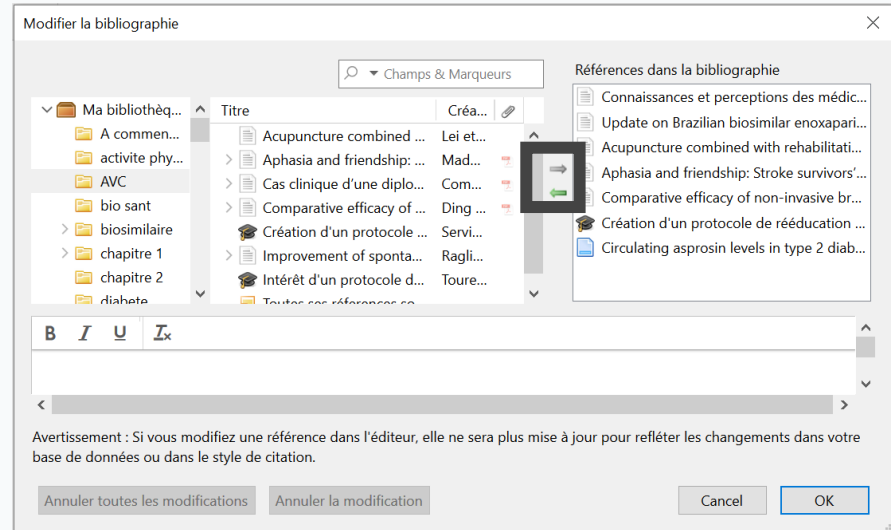 Modifier la bibliographie
Champs & Marqueurs
Références dans la bibliographie
Ma bibliothèq...
A commen...
activite phy...
AVC
bio sant
biosimilaire
chapitre 1
chapitre 2
diabete
Titre Créa...
Acupuncture combined ... Lei et...
Aphasia and friendship: ... Mad...
Cas clinique d'une diplo... Com...
Comparative efficacy of ... Ding ...
Création d'un protocole ... Servi...
Improvement of sponta... Ragli...
Intérêt d'un protocole d... Toure...
Toutes ses réferences so...
Connaissances et perceptions des médic...
Update on Brazilian biosimilar enoxapari...
Acupuncture combined with rehabilitati...
Aphasia and friendship: Stroke survivors'...
Comparative efficacy of non-invasive br...
Création d'un protocole de rééducation ...
Circulating asprosin levels in type 2 diab...
B I U Tx
Avertissement : Si vous modifiez une référence dans l'éditeur, elle ne sera plus mise à jour pour refléter les changements dans votre
base de données ou dans le style de citation.
Annuler toutes les modifications Annuler la modification Cancel OK